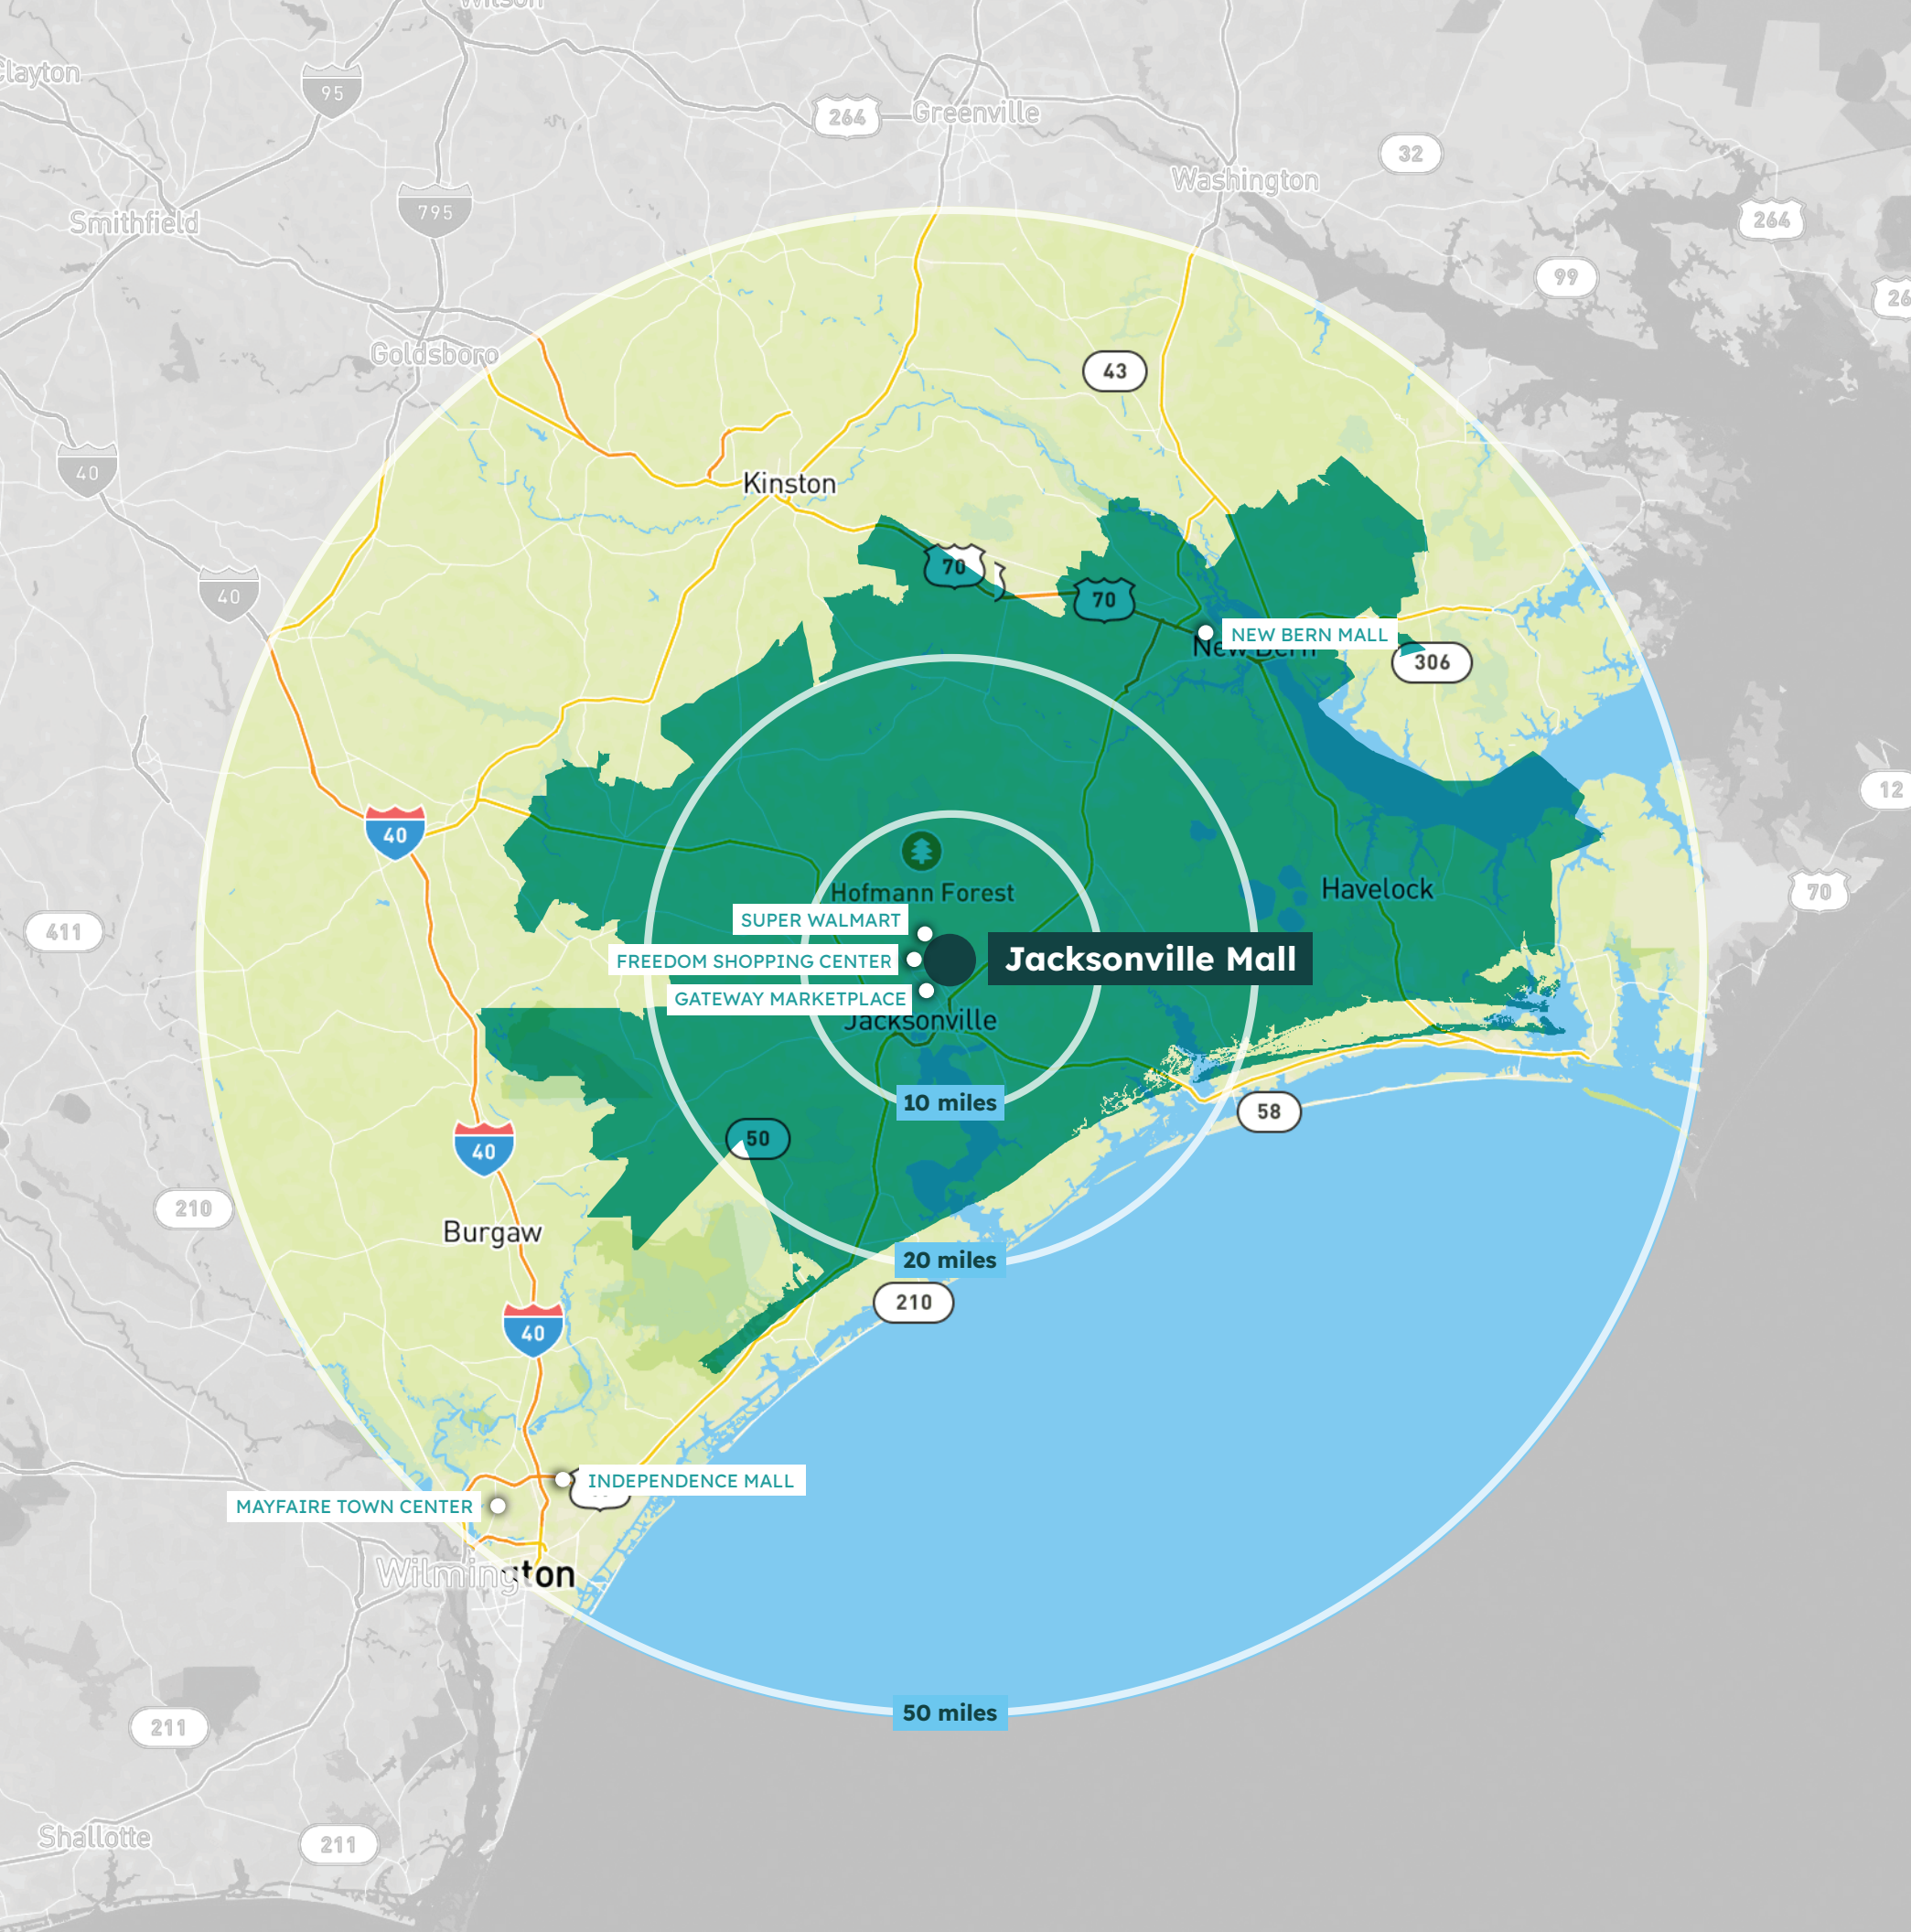 Wilson
Clayton
95
264
Greenville
32
Washington
795
Smithfield
264
99
26
Goldsboro
43
40
Kinston
70
40
70
NEW BERN MALL
New Bern
306
12
40
Hofmann Forest
Havelock
70
411
SUPER WALMART
FREEDOM SHOPPING CENTER
Jacksonville Mall
GATEWAY MARKETPLACE
Jacksonville
10 miles
58
50
40
210
Burgaw
20 miles
210
40
INDEPENDENCE MALL
MAYFAIRE TOWN CENTER
Wilmington
50 miles
211
Shallotte
211